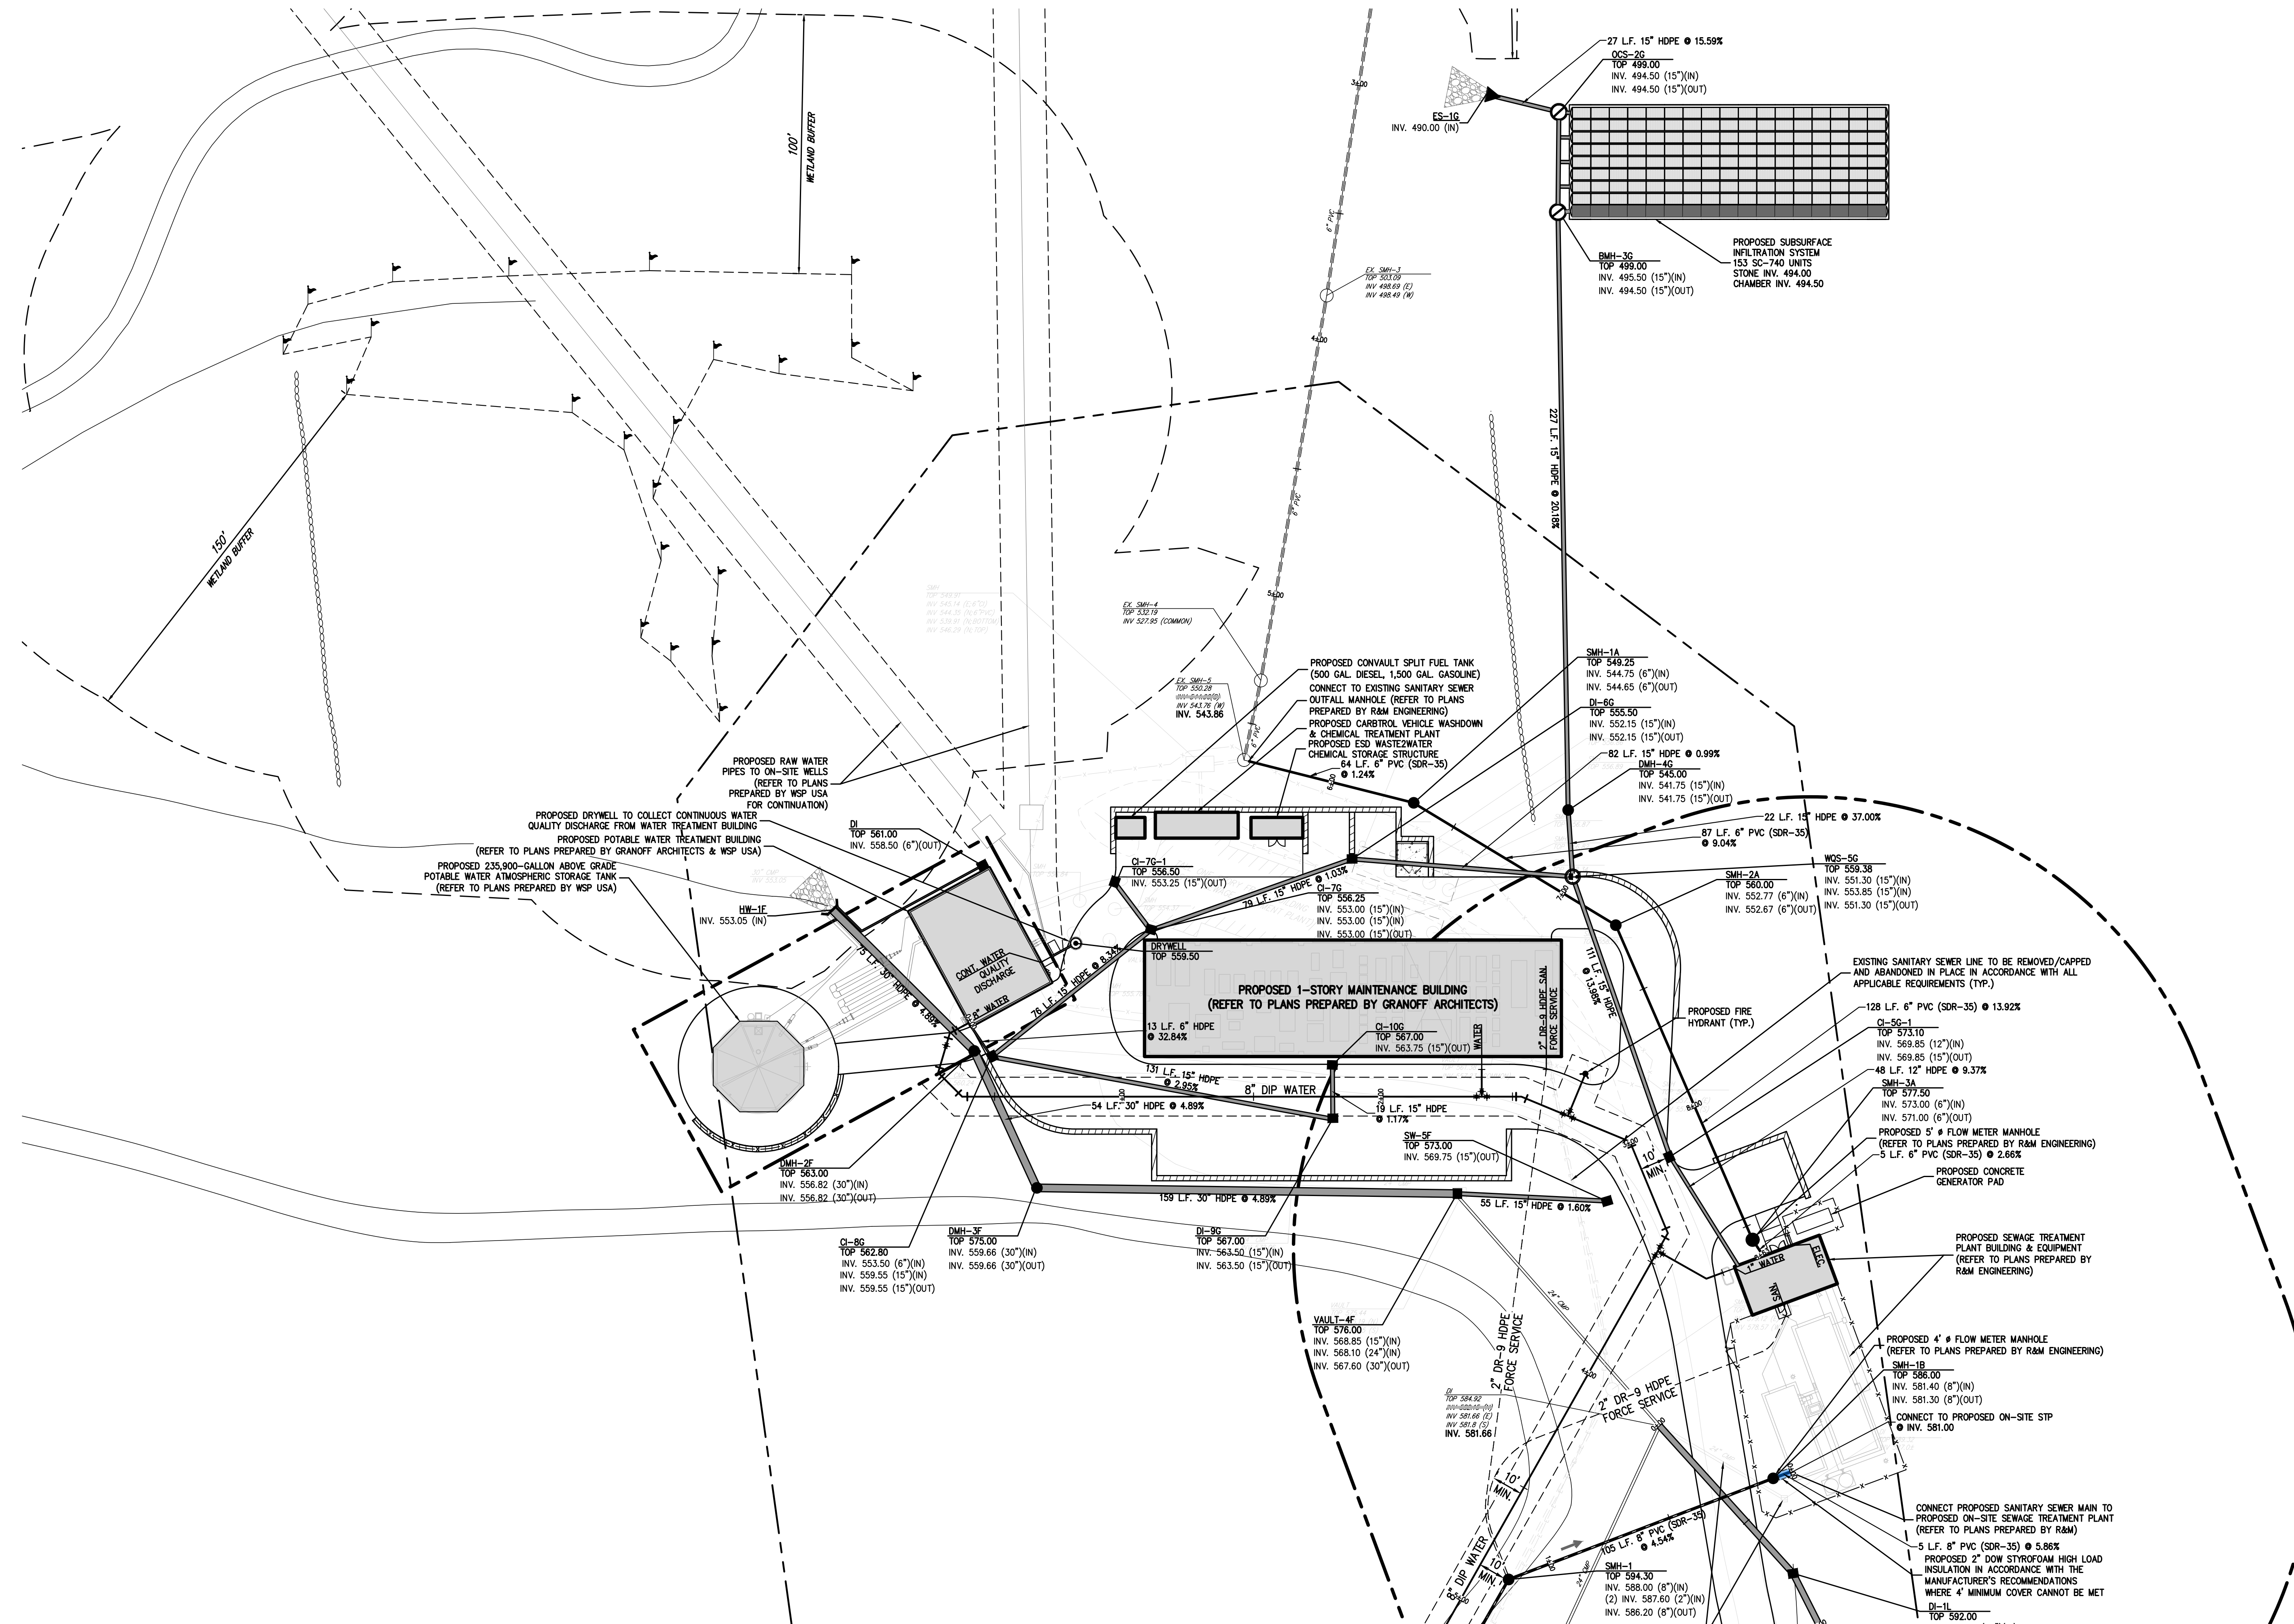 27 L.F. 15" HDPE @ 15.59%
OCS-2G
TOP 499.00
INV. 494.50 (15")(IN)
INV. 494.50 (15")(OUT)
ES-1G
INV. 490.00 (IN)
100'
WETLAND BUFFER
3+00
6" PVC
PROPOSED SUBSURFACE
INFILTRATION SYSTEM
153 SC-740 UNITS
STONE INV. 494.00
CHAMBER INV. 494.50
BMH-3G
TOP 499.00
INV. 495.50 (15")(IN)
INV. 494.50 (15")(OUT)
EX. SMH-3
TOP 503.09
INV 498.69 (E)
INV 498.49 (W)
4+00
227 L.F. 15" HDPE @ 20.18%
6" PVC
150'
WETLAND BUFFER
5+00
EX. SMH-4
TOP 532.19
INV 527.95 (COMMON)
EX. SMH-5
TOP 550.28
INV 543.76 (W)
INV. 543.86
6" PVC
PROPOSED CONVAULT SPLIT FUEL TANK
(500 GAL. DIESEL, 1,500 GAL. GASOLINE)
CONNECT TO EXISTING SANITARY SEWER
OUTFALL MANHOLE (REFER TO PLANS
PREPARED BY R&M ENGINEERING)
PROPOSED CARBTROL VEHICLE WASHDOWN
& CHEMICAL TREATMENT PLANT
PROPOSED ESD WASTE2WATER
CHEMICAL STORAGE STRUCTURE
64 L.F. 6" PVC (SDR-35)
@ 1.24%
6+00
SMH-1A
TOP 549.25
INV. 544.75 (6")(IN)
INV. 544.65 (6")(OUT)
DI-6G
TOP 555.50
INV. 552.15 (15")(IN)
INV. 552.15 (15")(OUT)
82 L.F. 15" HDPE @ 0.99%
DMH-4G
TOP 545.00
INV. 541.75 (15")(IN)
INV. 541.75 (15")(OUT)
22 L.F. 15" HDPE @ 37.00%
87 L.F. 6" PVC (SDR-35)
@ 9.04%
WQS-5G
TOP 559.38
INV. 551.30 (15")(IN)
INV. 553.85 (15")(IN)
INV. 551.30 (15")(OUT)
SMH-2A
TOP 560.00
INV. 552.77 (6")(IN)
INV. 552.67 (6")(OUT)
7+00
PROPOSED RAW WATER
PIPES TO ON-SITE WELLS
(REFER TO PLANS
PREPARED BY WSP USA
FOR CONTINUATION)
PROPOSED DRYWELL TO COLLECT CONTINUOUS WATER
QUALITY DISCHARGE FROM WATER TREATMENT BUILDING
PROPOSED POTABLE WATER TREATMENT BUILDING
(REFER TO PLANS PREPARED BY GRANOFF ARCHITECTS & WSP USA)
PROPOSED 235,900-GALLON ABOVE GRADE
POTABLE WATER ATMOSPHERIC STORAGE TANK
(REFER TO PLANS PREPARED BY WSP USA)
DI
TOP 561.00
INV. 558.50 (6")(OUT)
HW-1F
INV. 553.05 (IN)
CI-7G-1
TOP 556.50
INV. 553.25 (15")(OUT)
79 L.F. 15" HDPE @ 1.03%
CI-7G
TOP 556.25
INV. 553.00 (15")(IN)
INV. 553.00 (15")(IN)
INV. 553.00 (15")(OUT)
DRYWELL
TOP 559.50
75 L.F. 30" HDPE @ 4.89%
CONT. WATER
QUALITY
DISCHARGE
8" WATER
76 L.F. 15" HDPE @ 8.34%
13 L.F. 6" HDPE
@ 32.84%
PROPOSED 1-STORY MAINTENANCE BUILDING
(REFER TO PLANS PREPARED BY GRANOFF ARCHITECTS)
CI-10G
TOP 567.00
INV. 563.75 (15")(OUT)
WATER
2" DR-9 HDPE SAN.
FORCE SERVICE
111 L.F. 15" HDPE
@ 13.98%
PROPOSED FIRE
HYDRANT (TYP.)
EXISTING SANITARY SEWER LINE TO BE REMOVED/CAPPED
AND ABANDONED IN PLACE IN ACCORDANCE WITH ALL
APPLICABLE REQUIREMENTS (TYP.)
128 L.F. 6" PVC (SDR-35) @ 13.92%
CI-5G-1
TOP 573.10
INV. 569.85 (12")(IN)
INV. 569.85 (15")(OUT)
48 L.F. 12" HDPE @ 9.37%
SMH-3A
TOP 577.50
INV. 573.00 (6")(IN)
INV. 571.00 (6")(OUT)
PROPOSED 5' ø FLOW METER MANHOLE
(REFER TO PLANS PREPARED BY R&M ENGINEERING)
5 L.F. 6" PVC (SDR-35) @ 2.66%
PROPOSED CONCRETE
GENERATOR PAD
8+00
131 L.F. 15" HDPE
@ 2.95%
8" DIP WATER
1+00
2+00
3+00
54 L.F. 30" HDPE @ 4.89%
19 L.F. 15" HDPE
@ 1.17%
SW-5F
TOP 573.00
INV. 569.75 (15")(OUT)
10'
MIN.
DMH-2F
TOP 563.00
INV. 556.82 (30")(IN)
INV. 556.82 (30")(OUT)
159 L.F. 30" HDPE @ 4.89%
55 L.F. 15" HDPE @ 1.60%
CI-8G
TOP 562.80
INV. 553.50 (6")(IN)
INV. 559.55 (15")(IN)
INV. 559.55 (15")(OUT)
DMH-3F
TOP 575.00
INV. 559.66 (30")(IN)
INV. 559.66 (30")(OUT)
DI-9G
TOP 567.00
INV. 563.50 (15")(IN)
INV. 563.50 (15")(OUT)
1" WATER
ELEC.
SAN.
PROPOSED SEWAGE TREATMENT
PLANT BUILDING & EQUIPMENT
(REFER TO PLANS PREPARED BY
R&M ENGINEERING)
24" CMP
VAULT-4F
TOP 576.00
INV. 568.85 (15")(IN)
INV. 568.10 (24")(IN)
INV. 567.60 (30")(OUT)
2" DR-9 HDPE
FORCE SERVICE
4+00
2" DR-9 HDPE
FORCE SERVICE
PROPOSED 4' ø FLOW METER MANHOLE
(REFER TO PLANS PREPARED BY R&M ENGINEERING)
SMH-1B
TOP 586.00
INV. 581.40 (8")(IN)
INV. 581.30 (8")(OUT)
CONNECT TO PROPOSED ON-SITE STP
@ INV. 581.00
DI
TOP 584.92
INV 581.66 (E)
INV 581.8 (S)
INV. 581.66
10'
MIN.
CONNECT PROPOSED SANITARY SEWER MAIN TO
PROPOSED ON-SITE SEWAGE TREATMENT PLANT
(REFER TO PLANS PREPARED BY R&M)
5 L.F. 8" PVC (SDR-35) @ 5.86%
PROPOSED 2" DOW STYROFOAM HIGH LOAD
INSULATION IN ACCORDANCE WITH THE
MANUFACTURER'S RECOMMENDATIONS
WHERE 4' MINIMUM COVER CANNOT BE MET
105 L.F. 8" PVC (SDR-35)
@ 4.54%
1+00
8" DIP WATER
10'
MIN.
5+00
24" CMP
SMH-1
TOP 594.30
INV. 588.00 (8")(IN)
(2) INV. 587.60 (2")(IN)
INV. 586.20 (8")(OUT)
DI-1L
TOP 592.00